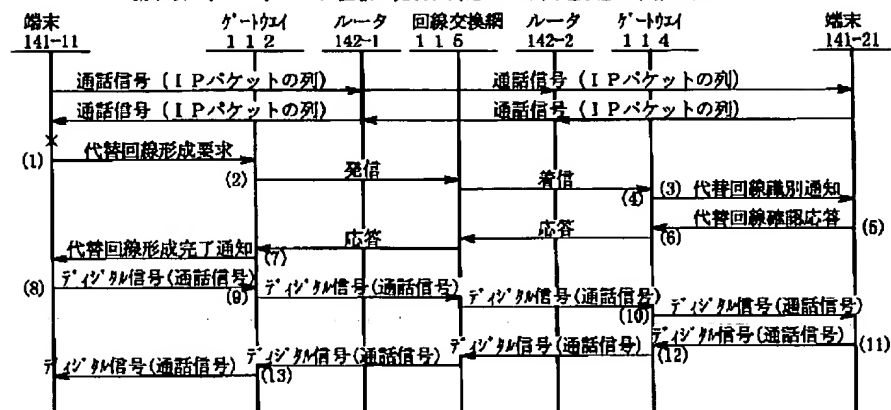 端末 ゲートウエイ ルータ 回線交換網 ルータ ゲートウエイ 端末
141-11 112 142-1 115 142-2 114 141-21
通話信号(IPパケットの列) 通話信号(IPパケットの列)
通話信号(IPパケットの列) 通話信号(IPパケットの列)
×
(1) 代替回線形成要求
(2) 発信 着信 (4) (3) 代替回線識別通知
代替回線確認応答 (5)
応答 応答 (6)
代替回線形成完了通知 (7)
(8) ディジタル信号(通話信号) (9) ディジタル信号(通話信号)
ディジタル信号(通話信号) (10) ディジタル信号(通話信号)
ディジタル信号(通話信号) (11)
ディジタル信号(通話信号) (12)
ディジタル信号(通話信号) (13) ディジタル信号(通話信号)